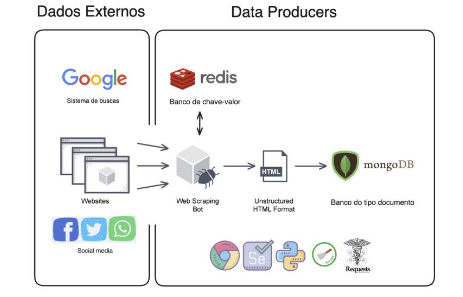 Dados Externos
Data Producers
Google
Sistema de buscas
redis
Banco de chave-valor
Websites
Web Scraping
Bot
HTML
Unstructured
HTML Format
mongoDB
Banco do tipo documento
Social media
Se
Requests